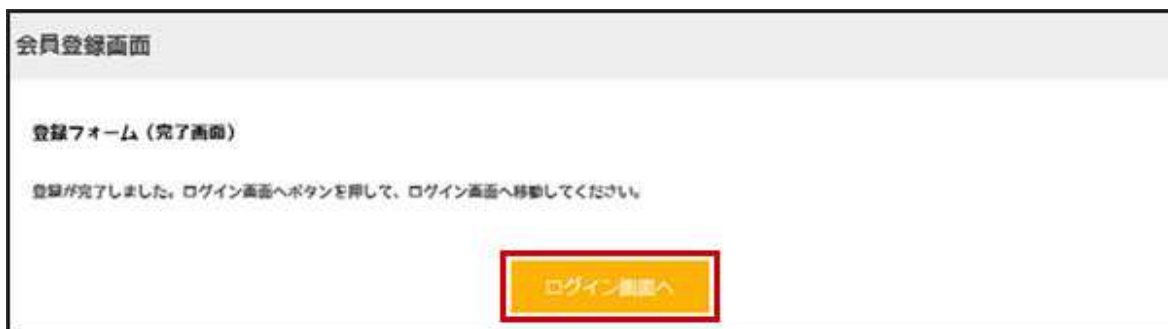 会員登録画面
登録フォーム（完了画面）
登録が完了しました。ログイン画面へボタンを押して、ログイン画面へ移動してください。
ログイン画面へ